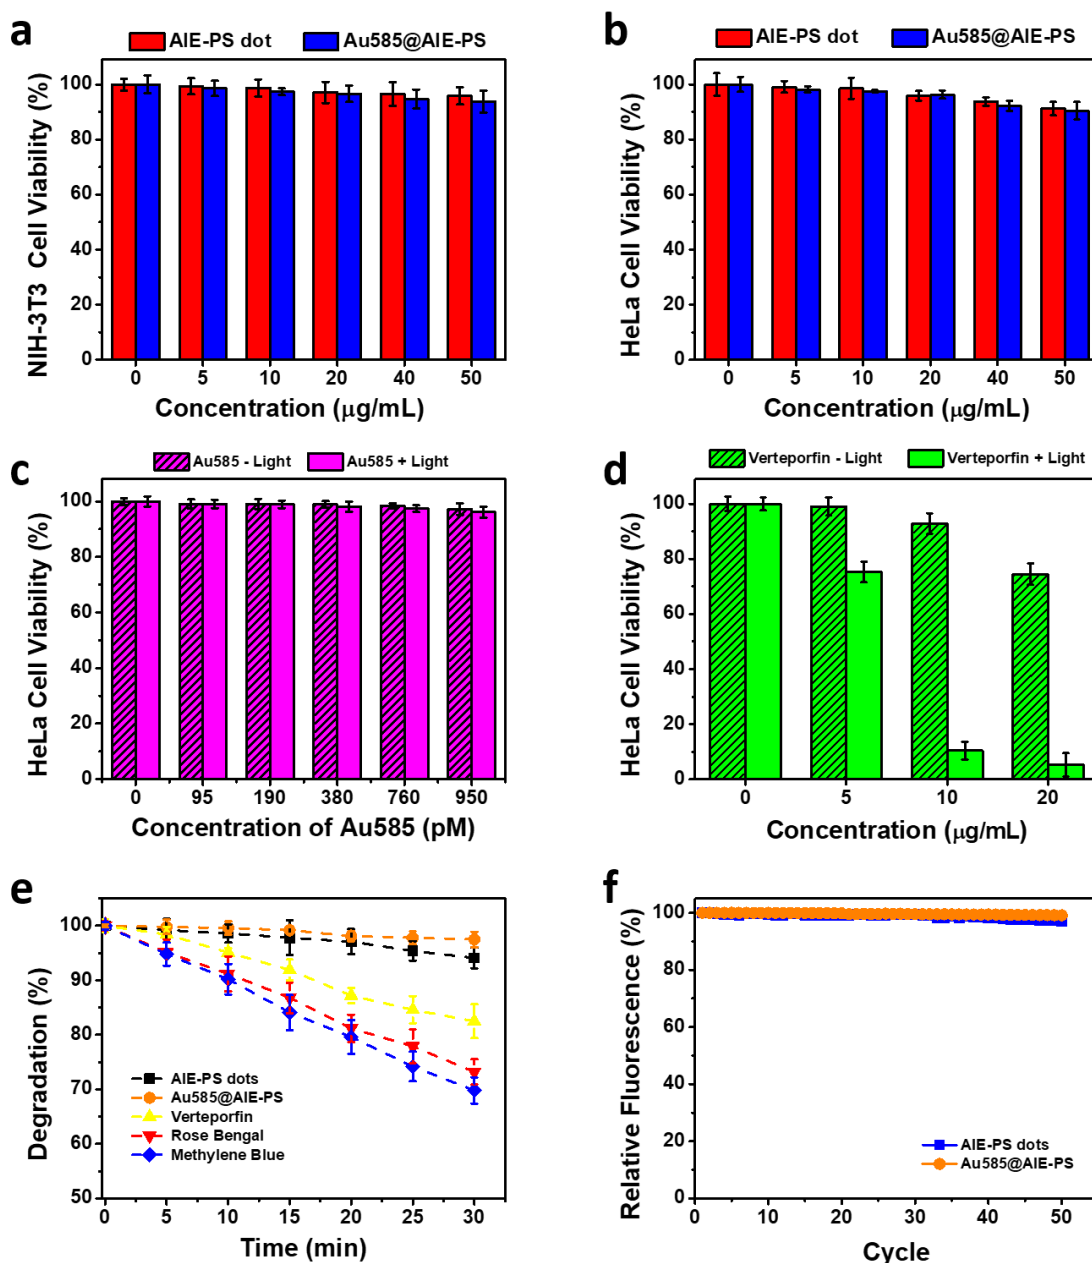 a
AIE-PS dot
Au585@AIE-PS
NIH-3T3 Cell Viability (%)
100
80
60
40
20
0
0 5 10 20 40 50
Concentration (μg/mL)
b
AIE-PS dot
Au585@AIE-PS
HeLa Cell Viability (%)
100
80
60
40
20
0
0 5 10 20 40 50
Concentration (μg/mL)
c
Au585 - Light
Au585 + Light
HeLa Cell Viability (%)
100
80
60
40
20
0
0 95 190 380 760 950
Concentration of Au585 (pM)
d
Verteporfin - Light
Verteporfin + Light
HeLa Cell Viability (%)
100
80
60
40
20
0
0 5 10 20
Concentration (μg/mL)
e
Degradation (%)
100
90
80
70
60
50
AIE-PS dots
Au585@AIE-PS
Verteporfin
Rose Bengal
Methylene Blue
0 5 10 15 20 25 30
Time (min)
f
Relative Fluorescence (%)
100
80
60
40
20
0
AIE-PS dots
Au585@AIE-PS
0 10 20 30 40 50
Cycle